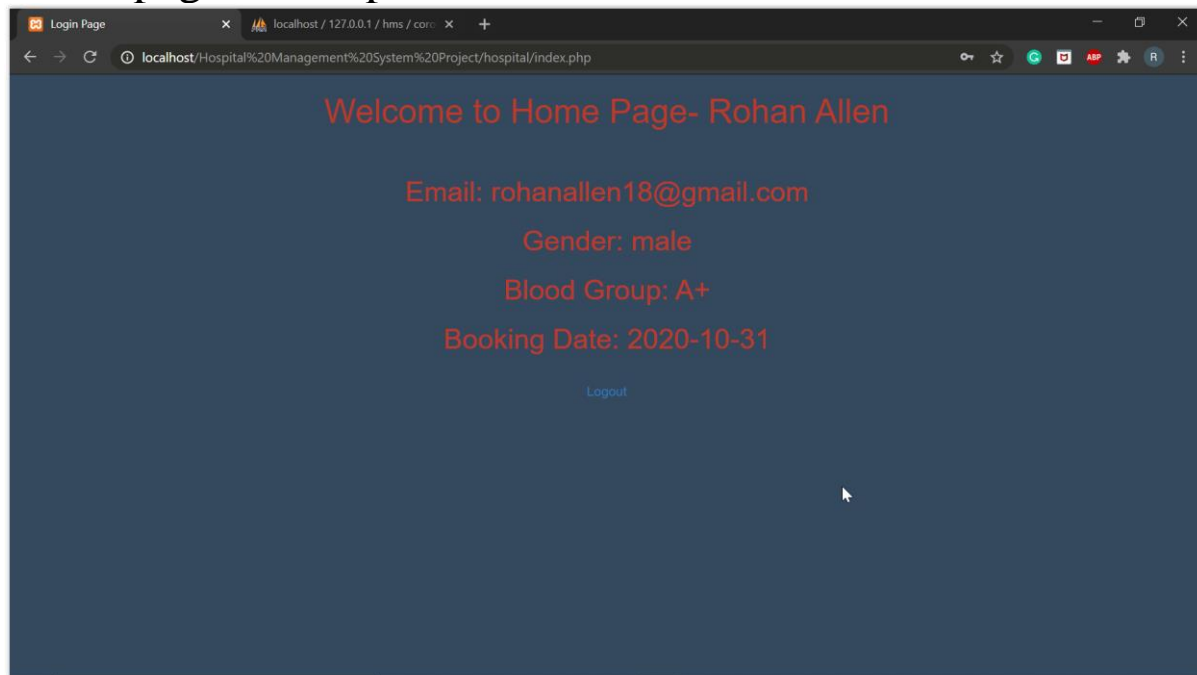 Login Page
localhost / 127.0.0.1 / hms / coro
localhost/Hospital%20Management%20System%20Project/hospital/index.php
ABP
R
Welcome to Home Page- Rohan Allen
Email: rohanallen18@gmail.com
Gender: male
Blood Group: A+
Booking Date: 2020-10-31
Logout